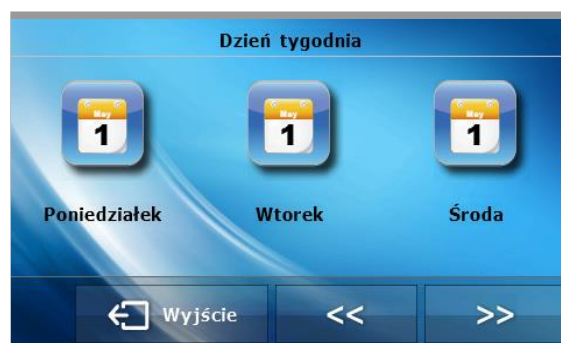 Dzień tygodnia
May May May
1 1 1
Poniedziałek Wtorek Środa
Wyjście << >>